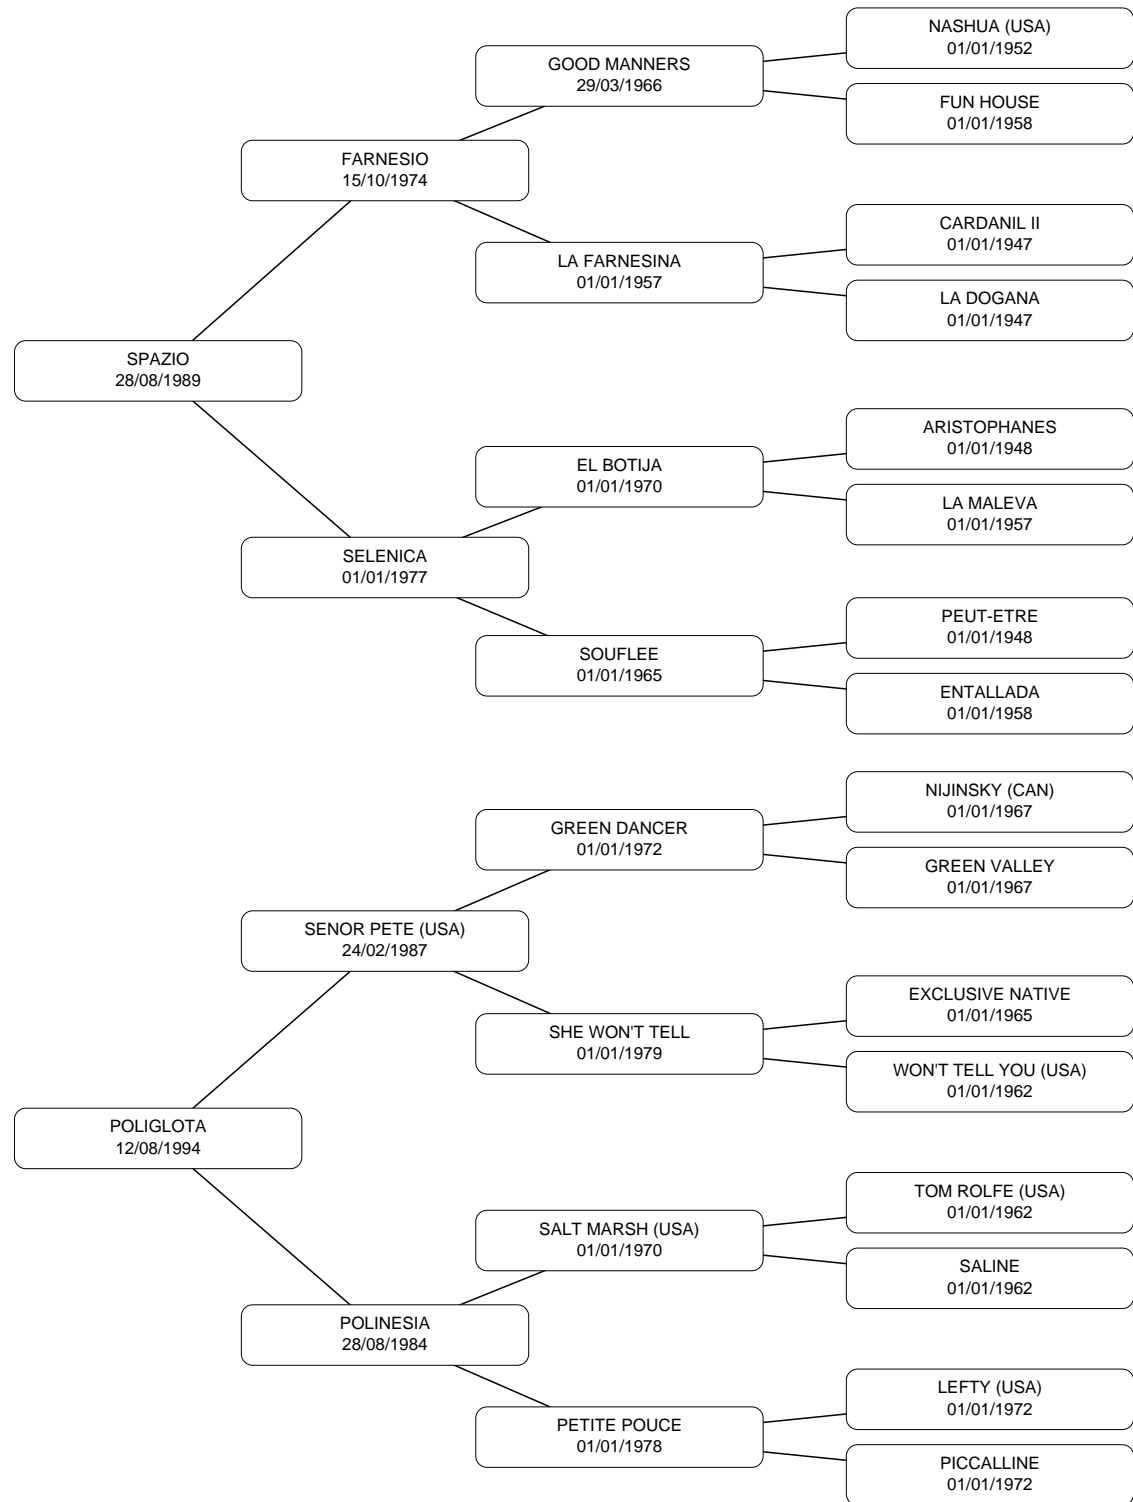 NASHUA (USA)
01/01/1952
GOOD MANNERS
29/03/1966
FUN HOUSE
01/01/1958
FARNESIO
15/10/1974
CARDANIL II
01/01/1947
LA FARNESINA
01/01/1957
LA DOGANA
01/01/1947
SPAZIO
28/08/1989
ARISTOPHANES
01/01/1948
EL BOTIJA
01/01/1970
LA MALEVA
01/01/1957
SELENICA
01/01/1977
PEUT-ETRE
01/01/1948
SOUFLEE
01/01/1965
ENTALLADA
01/01/1958
NIJINSKY (CAN)
01/01/1967
GREEN DANCER
01/01/1972
GREEN VALLEY
01/01/1967
SENOR PETE (USA)
24/02/1987
EXCLUSIVE NATIVE
01/01/1965
SHE WON'T TELL
01/01/1979
WON'T TELL YOU (USA)
01/01/1962
POLIGLOTA
12/08/1994
TOM ROLFE (USA)
01/01/1962
SALT MARSH (USA)
01/01/1970
SALINE
01/01/1962
POLINESIA
28/08/1984
LEFTY (USA)
01/01/1972
PETITE POUCE
01/01/1978
PICCALLINE
01/01/1972